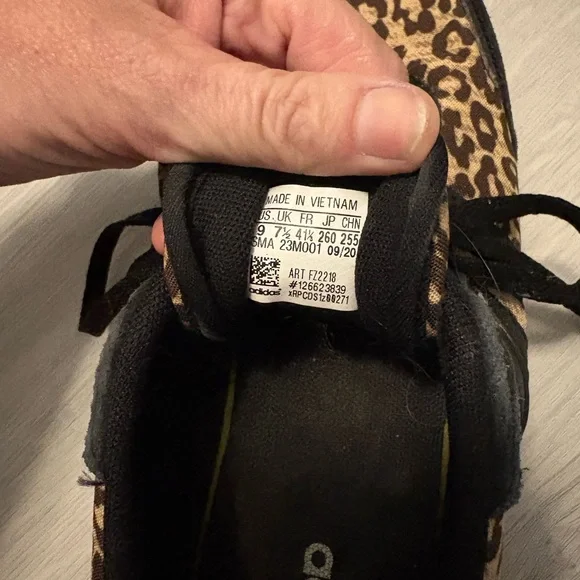 MADE IN VIETNAM
US UK FR JP CHN
9 7½ 41⅓ 260 255
SMA 23M001 09/20
ART FZ2218
#126623839
adidas xRPCDS1z00271